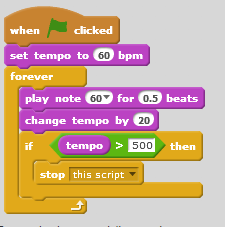 when clicked
set tempo to 60 bpm
forever
play note 60 for 0.5 beats
change tempo by 20
if tempo > 500 then
stop this script